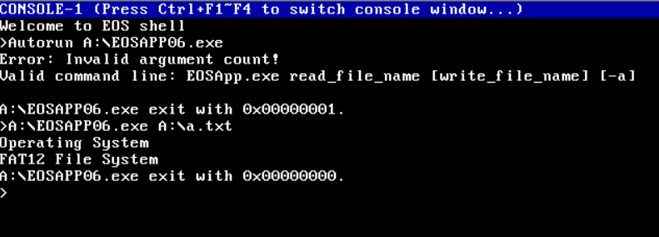 CONSOLE-1 (Press Ctrl+F1~F4 to switch console window...)
Welcome to EOS shell
>Autorun A:\EOSAPP06.exe
Error: Invalid argument count!
Valid command line: EOSApp.exe read_file_name [write_file_name] [-a]
A:\EOSAPP06.exe exit with 0x00000001.
>A:\EOSAPP06.exe A:\a.txt
Operating System
FAT12 File System
A:\EOSAPP06.exe exit with 0x00000000.
>